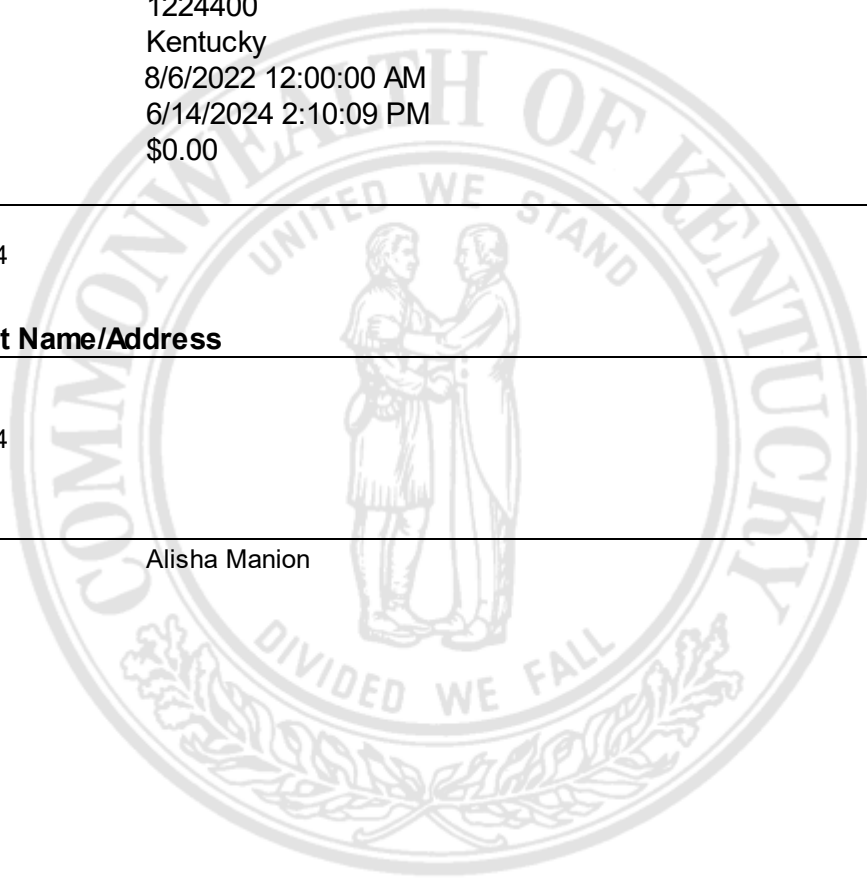 1224400
Kentucky
8/6/2022 12:00:00 AM
6/14/2024 2:10:09 PM
$0.00
4
t Name/Address
4
Alisha Manion
COMMONWEALTH OF KENTUCKY
UNITED WE STAND
DIVIDED WE FALL